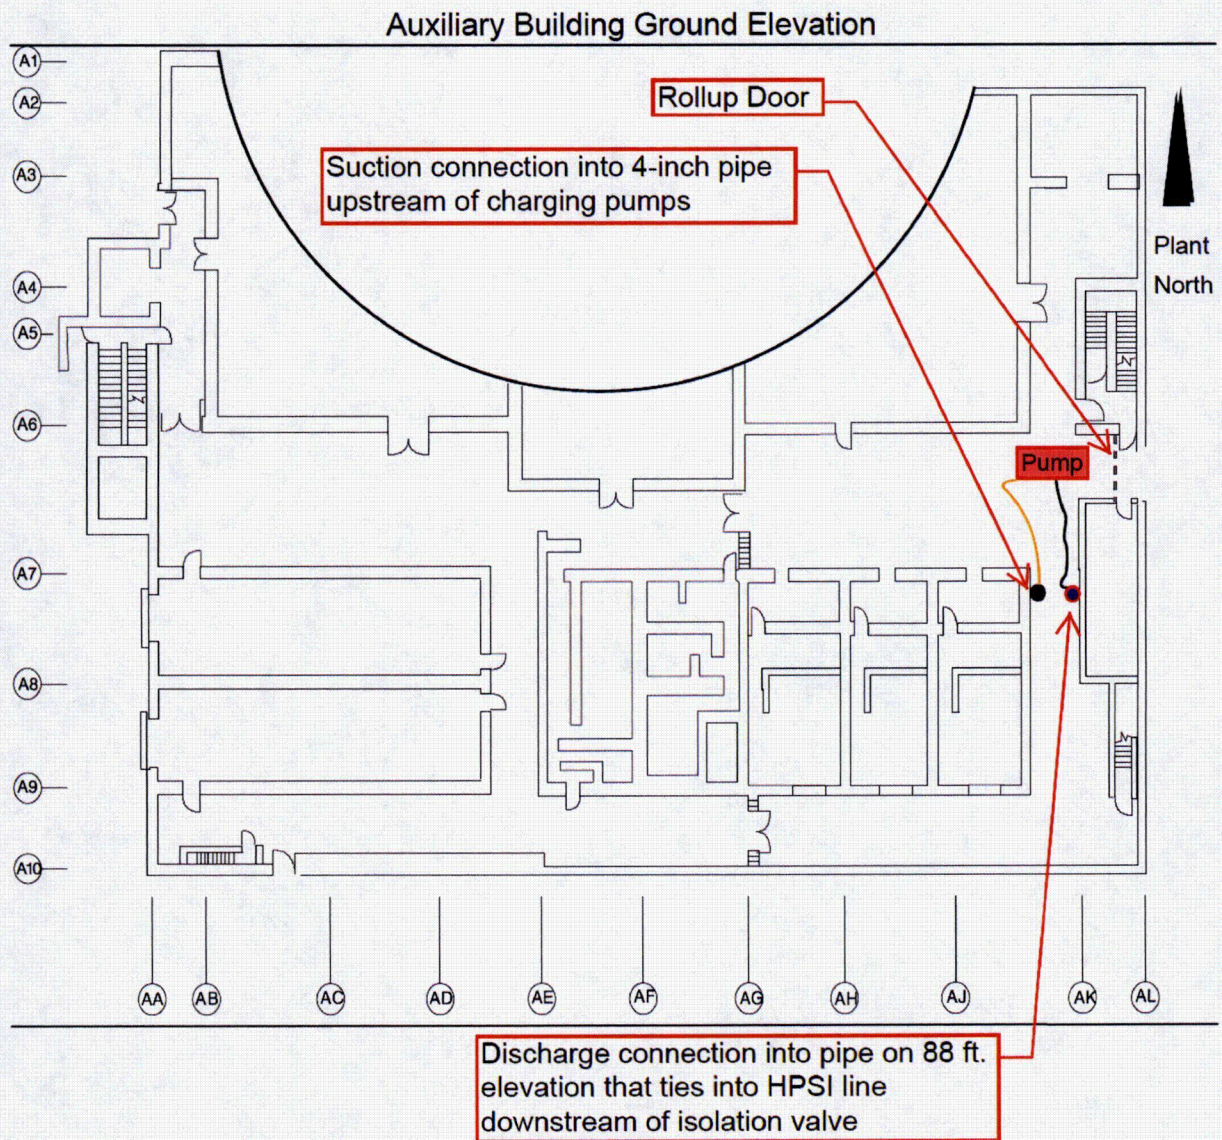 Auxiliary Building Ground Elevation
A1
A2
Rollup Door
A3
Suction connection into 4-inch pipe
upstream of charging pumps
Plant
North
A4
A5
A6
Pump
A7
A8
A9
A10
AA
AB
AC
AD
AE
AF
AG
AH
AJ
AK
AL
Discharge connection into pipe on 88 ft.
elevation that ties into HPSI line
downstream of isolation valve